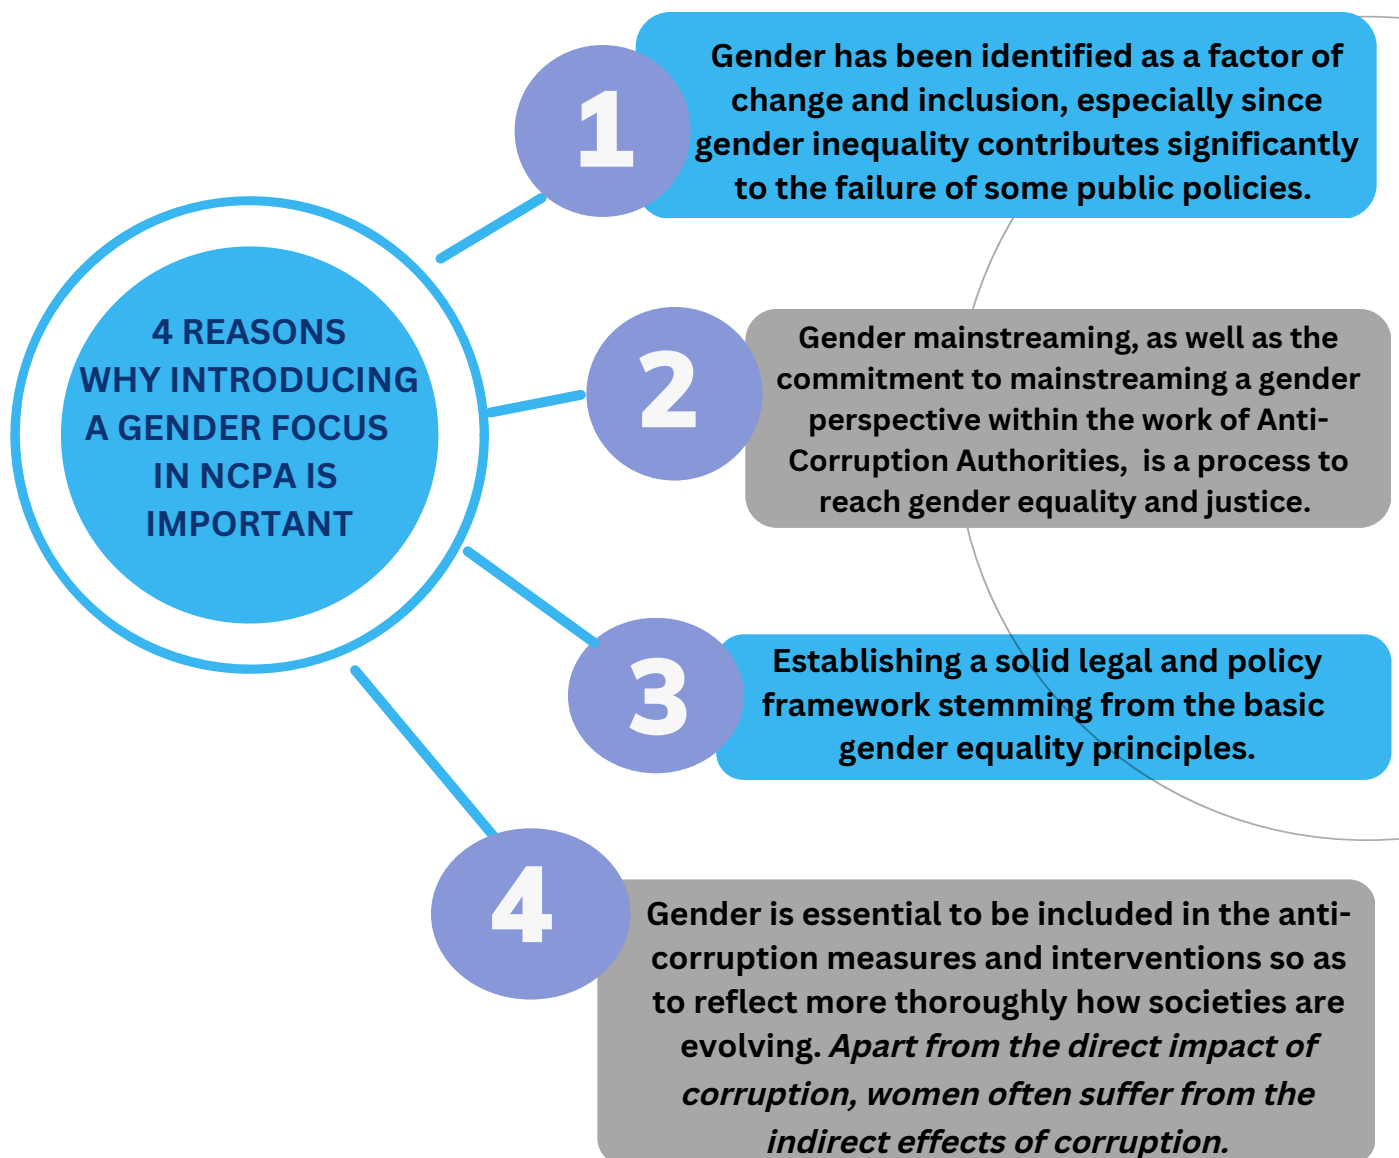 4 REASONS
WHY INTRODUCING
A GENDER FOCUS
IN NCPA IS
IMPORTANT
1
Gender has been identified as a factor of
change and inclusion, especially since
gender inequality contributes significantly
to the failure of some public policies.
2
Gender mainstreaming, as well as the
commitment to mainstreaming a gender
perspective within the work of Anti-
Corruption Authorities,  is a process to
reach gender equality and justice.
3
Establishing a solid legal and policy
framework stemming from the basic
gender equality principles.
4
Gender is essential to be included in the anti-
corruption measures and interventions so as
to reflect more thoroughly how societies are
evolving. Apart from the direct impact of
corruption, women often suffer from the
indirect effects of corruption.